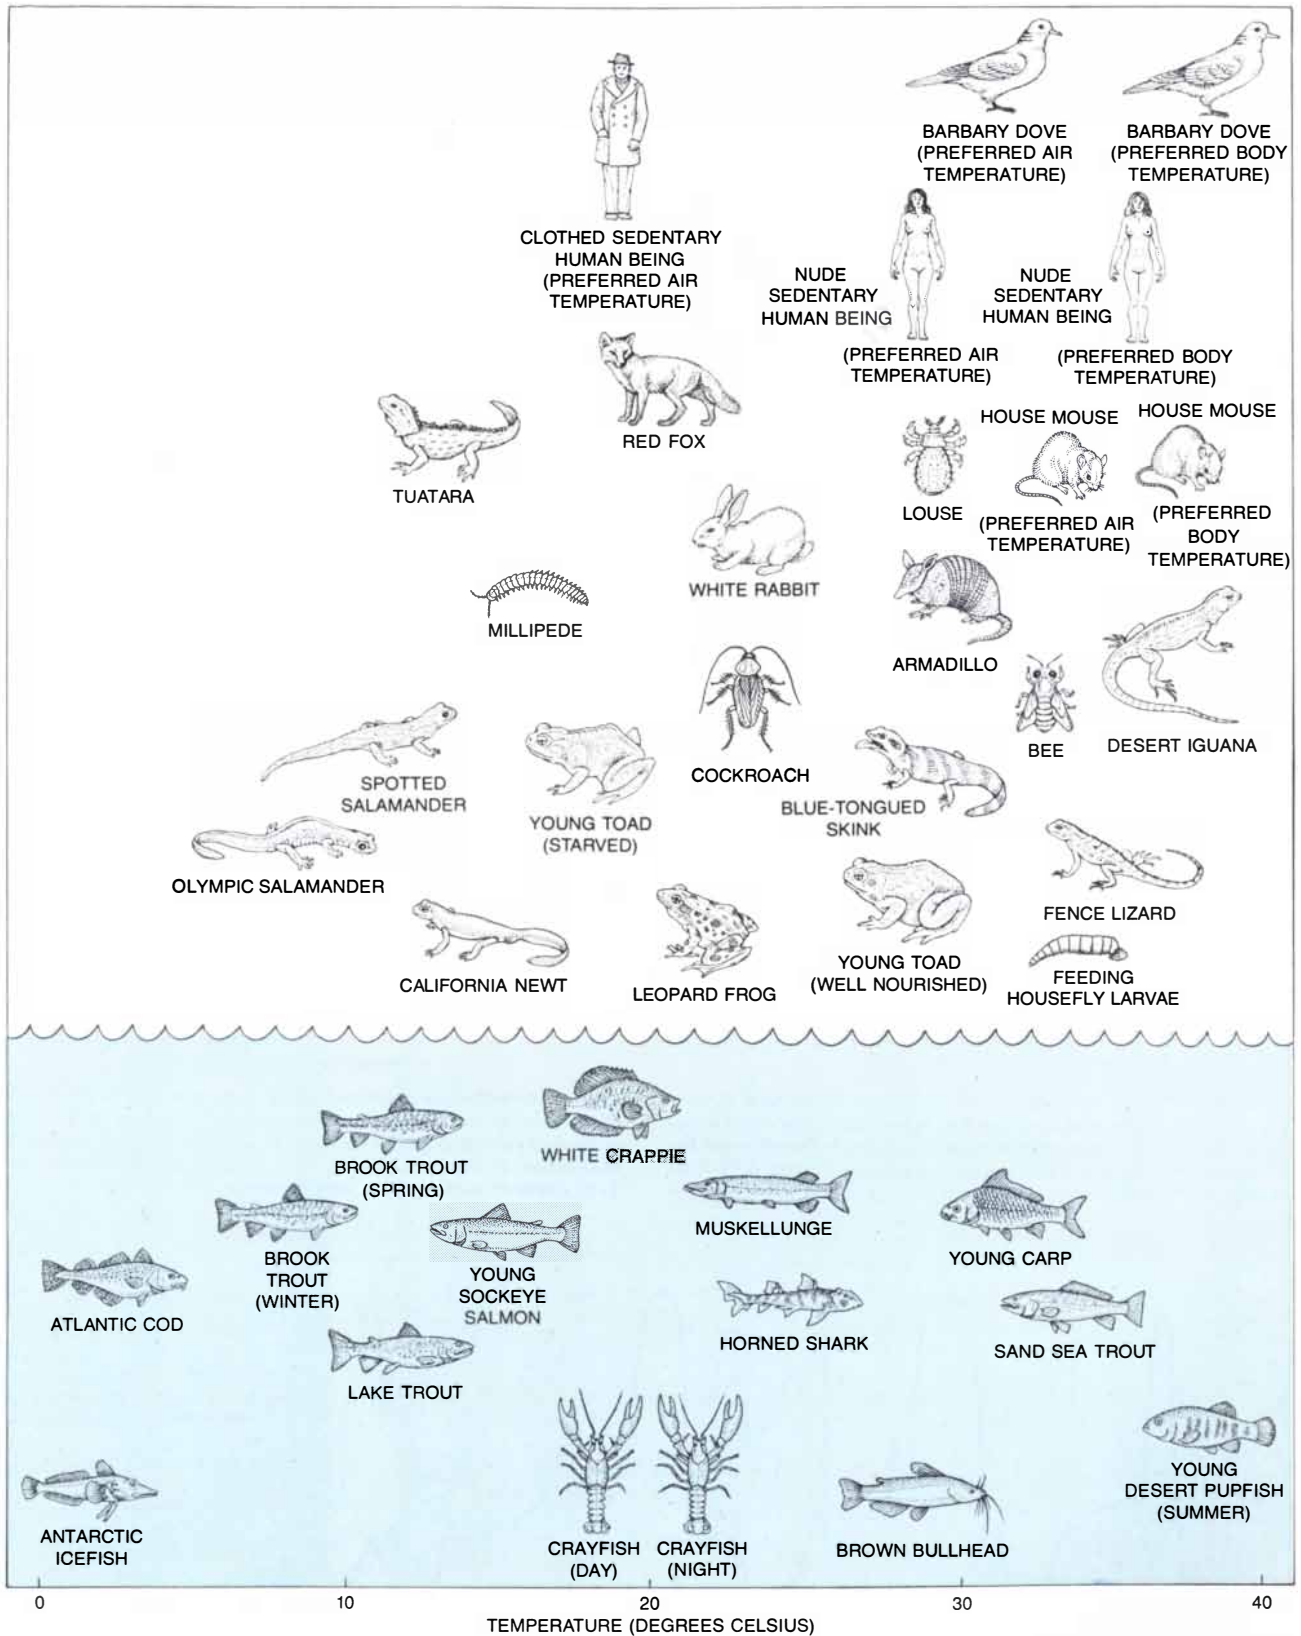 BARBARY DOVE
(PREFERRED AIR
TEMPERATURE)
BARBARY DOVE
(PREFERRED BODY
TEMPERATURE)
CLOTHED SEDENTARY
HUMAN BEING
(PREFERRED AIR
TEMPERATURE)
NUDE
SEDENTARY
HUMAN BEING
(PREFERRED AIR
TEMPERATURE)
NUDE
SEDENTARY
HUMAN BEING
(PREFERRED BODY
TEMPERATURE)
RED FOX
TUATARA
LOUSE
HOUSE MOUSE
(PREFERRED AIR
TEMPERATURE)
HOUSE MOUSE
(PREFERRED
BODY
TEMPERATURE)
WHITE RABBIT
MILLIPEDE
ARMADILLO
BEE
DESERT IGUANA
COCKROACH
SPOTTED
SALAMANDER
YOUNG TOAD
(STARVED)
BLUE-TONGUED
SKINK
OLYMPIC SALAMANDER
FENCE LIZARD
CALIFORNIA NEWT
LEOPARD FROG
YOUNG TOAD
(WELL NOURISHED)
FEEDING
HOUSEFLY LARVAE
WHITE CRAPPIE
BROOK TROUT
(SPRING)
MUSKELLUNGE
BROOK
TROUT
(WINTER)
YOUNG
SOCKEYE
SALMON
YOUNG CARP
ATLANTIC COD
HORNED SHARK
SAND SEA TROUT
LAKE TROUT
YOUNG
DESERT PUPFISH
(SUMMER)
ANTARCTIC
ICEFISH
CRAYFISH
(DAY)
CRAYFISH
(NIGHT)
BROWN BULLHEAD
0 10 20 30 40
TEMPERATURE (DEGREES CELSIUS)